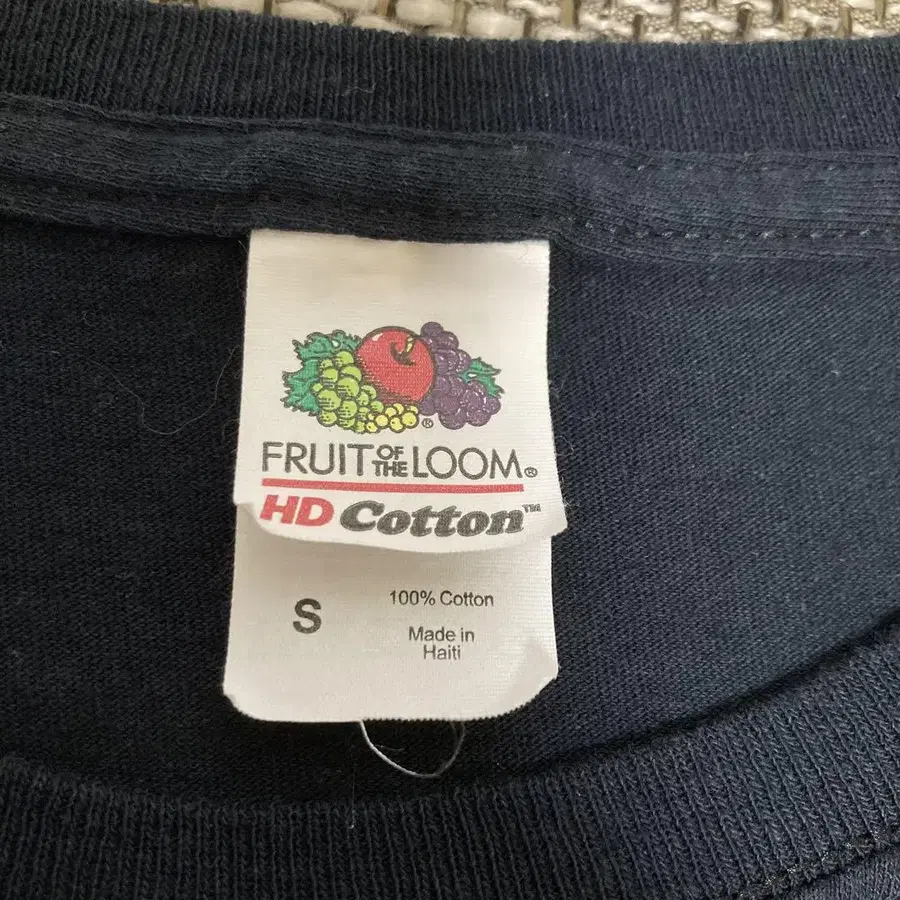 ®
FRUIT OF THE LOOM®
HD Cotton™
S
100% Cotton
Made in
Haiti